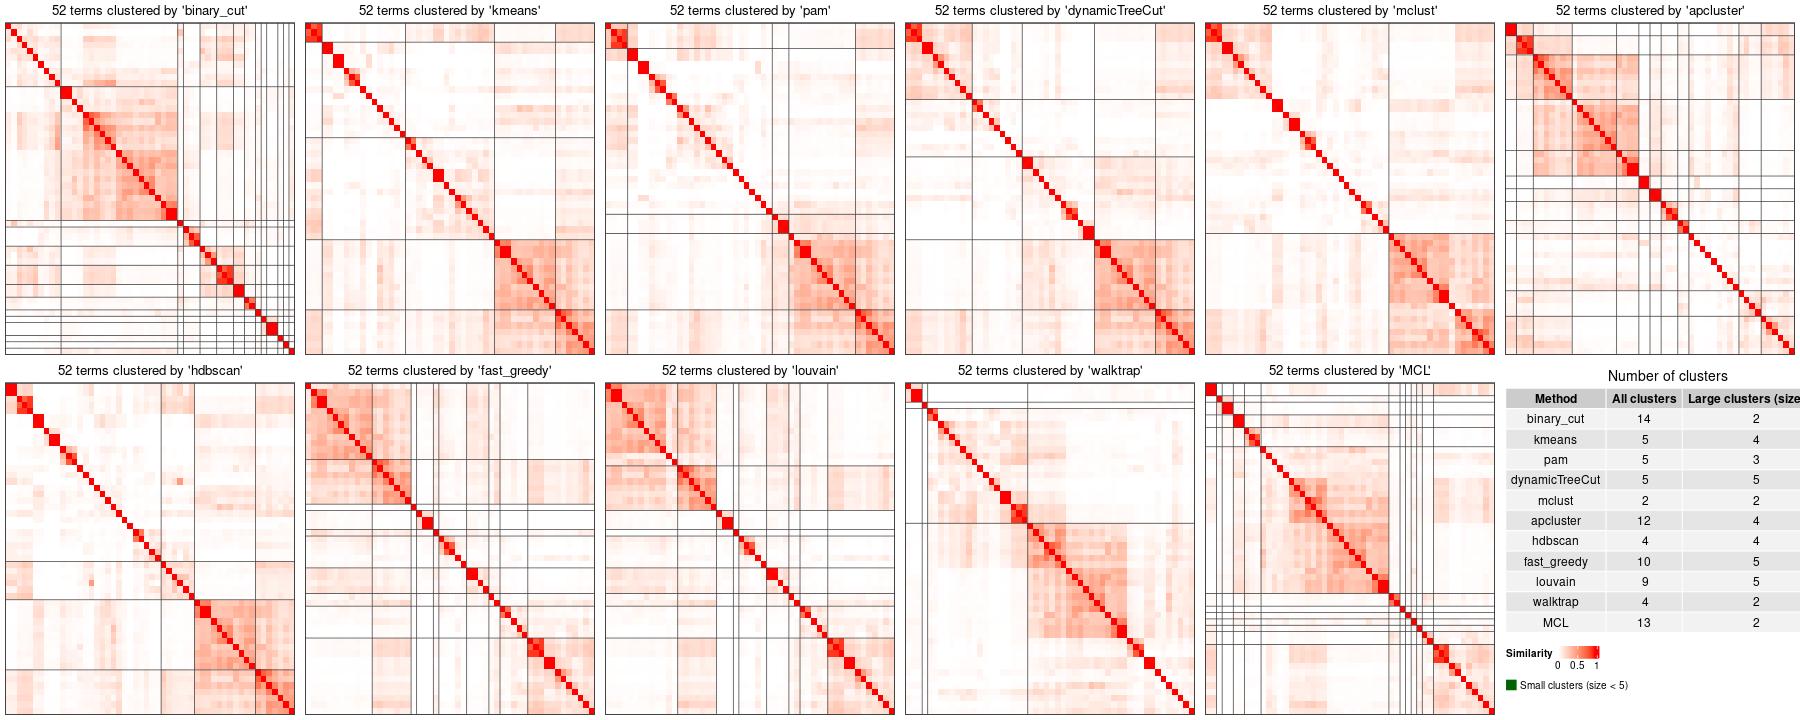 52 terms clustered by 'binary_cut'
52 terms clustered by 'kmeans'
52 terms clustered by 'pam'
52 terms clustered by 'dynamicTreeCut'
52 terms clustered by 'mclust'
52 terms clustered by 'apcluster'
52 terms clustered by 'hdbscan'
52 terms clustered by 'fast_greedy'
52 terms clustered by 'louvain'
52 terms clustered by 'walktrap'
52 terms clustered by 'MCL'
Number of clusters
Method All clusters Large clusters (size
binary_cut 14 2
kmeans 5 4
pam 5 3
dynamicTreeCut 5 5
mclust 2 2
apcluster 12 4
hdbscan 4 4
fast_greedy 10 5
louvain 9 5
walktrap 4 2
MCL 13 2
Similarity
0 0.5 1
Small clusters (size < 5)